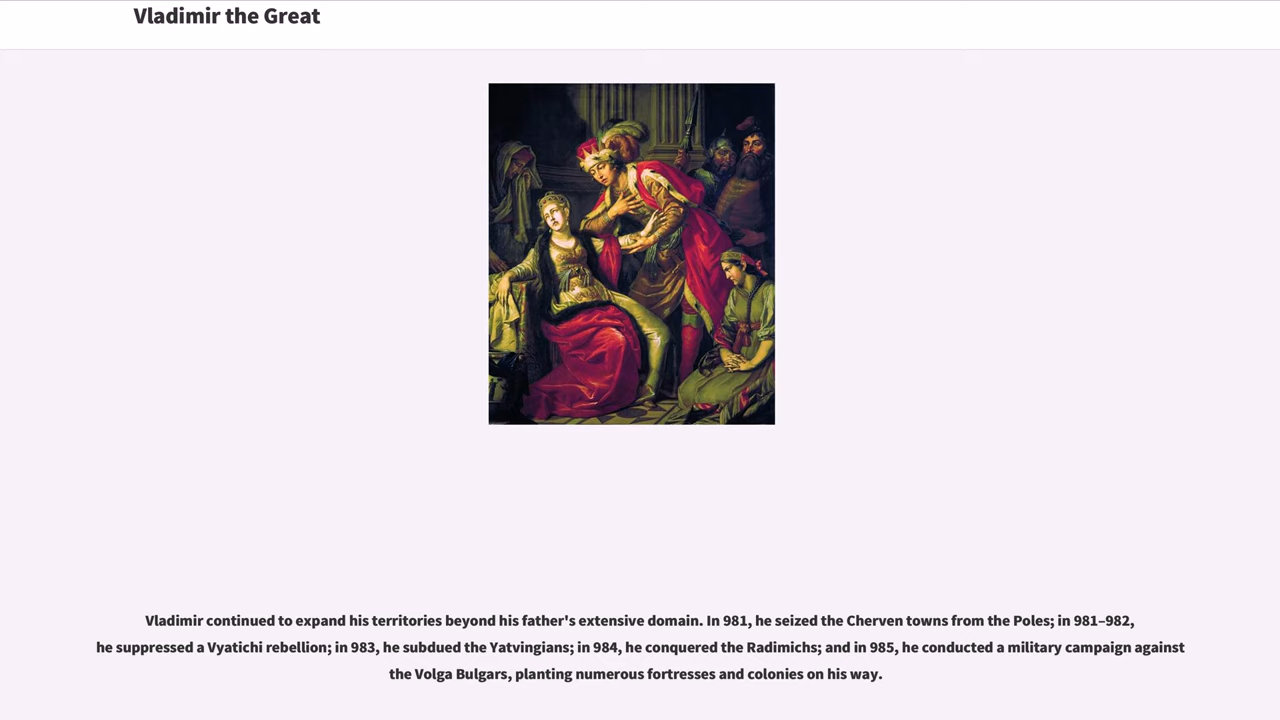 Vladimir the Great
Vladimir continued to expand his territories beyond his father's extensive domain. In 981, he seized the Cherven towns from the Poles; in 981–982,
he suppressed a Vyatichi rebellion; in 983, he subdued the Yatvingians; in 984, he conquered the Radimichs; and in 985, he conducted a military campaign against
the Volga Bulgars, planting numerous fortresses and colonies on his way.